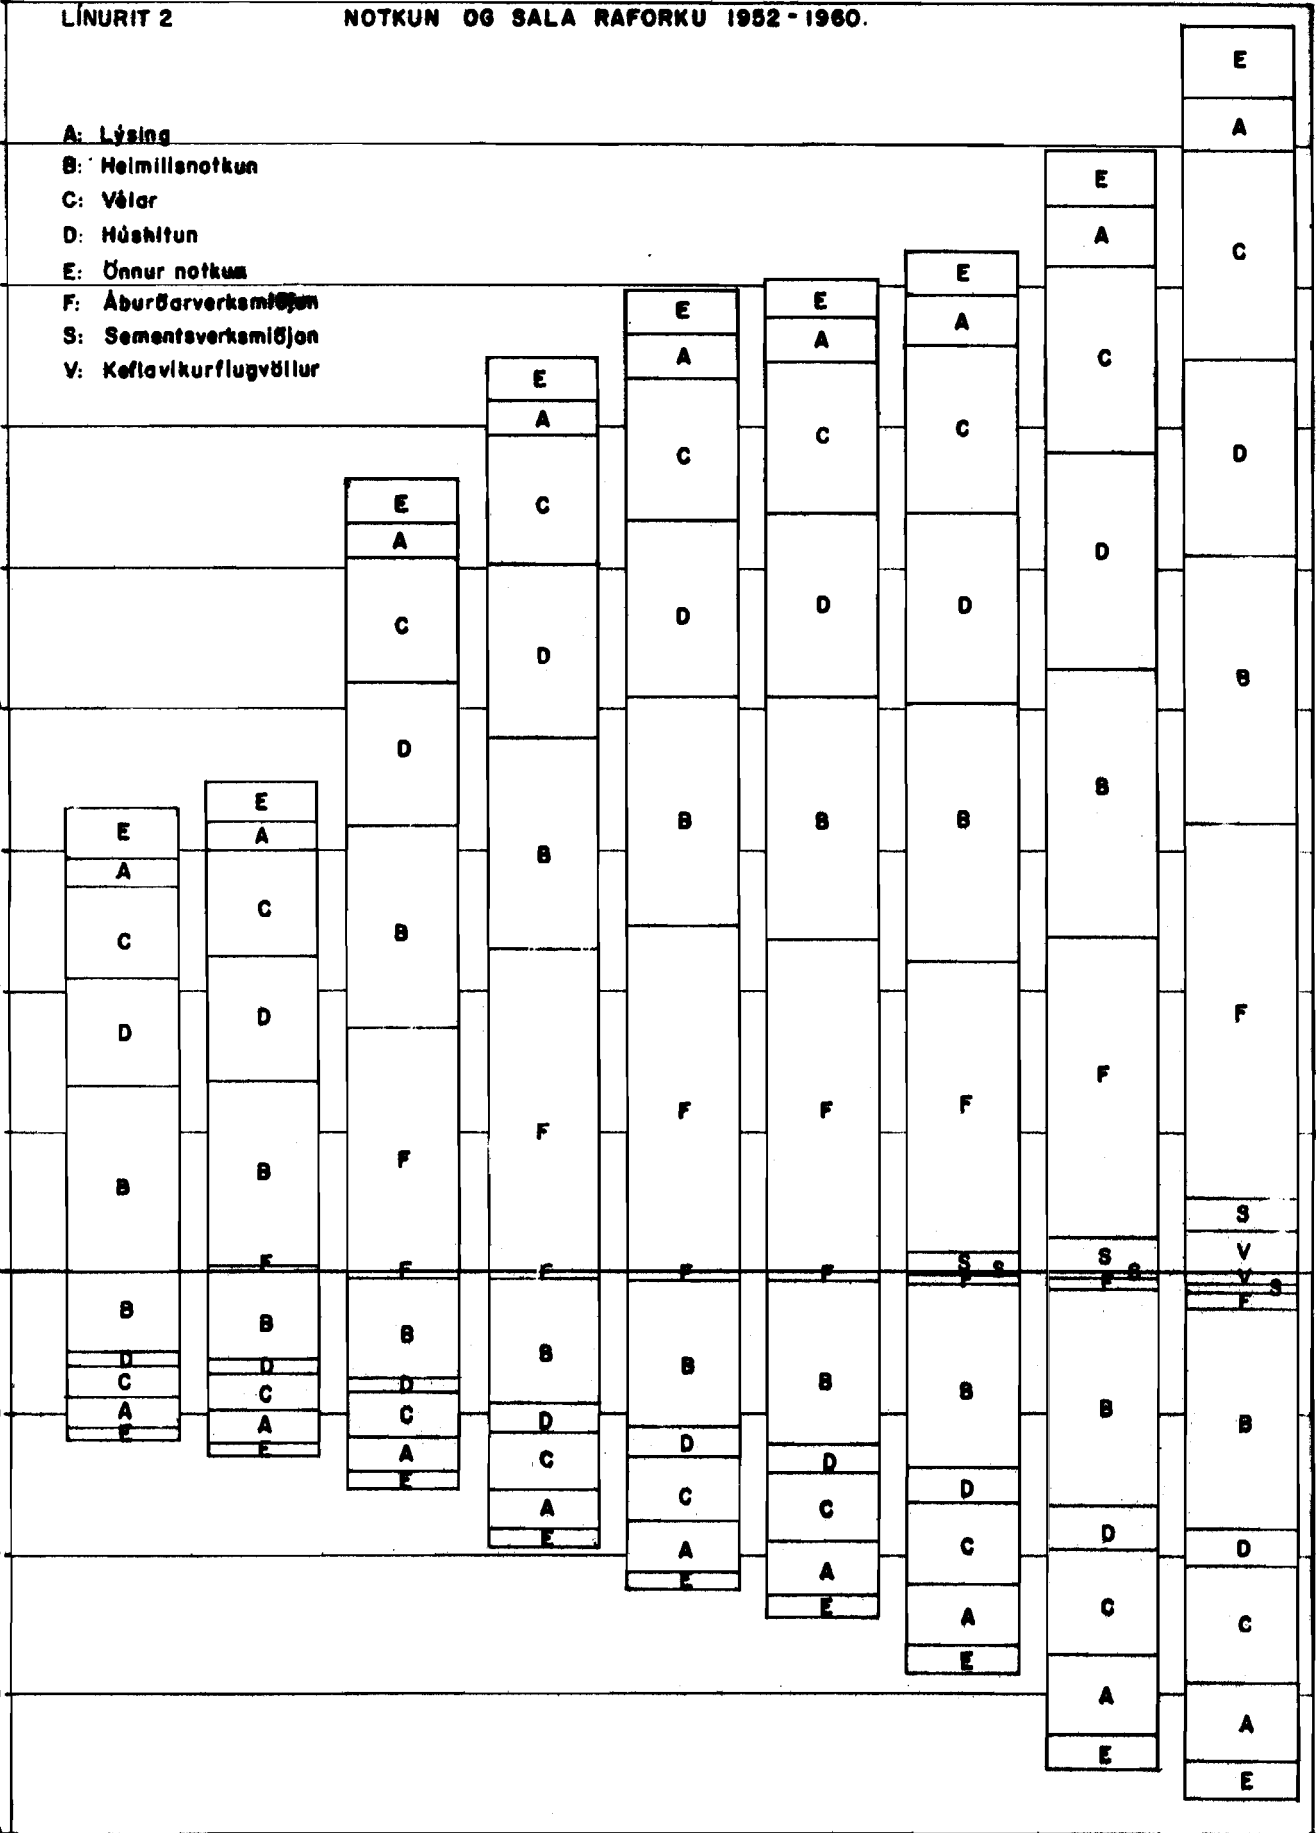 LÍNURIT 2 NOTKUN OG SALA RAFORKU 1952-1960.
A: Lýsing
B: Heimilisnotkun
C: Vélar
D: Húshitun
E: Önnur notkun
F: Áburðarverksmiðjan
S: Sementsverksmiðjan
V: Keflavíkurflugvöllur
E
A
C
D
B
B
D
C
A
E
E
A
C
D
B
F
B
D
C
A
E
E
A
C
D
B
F
F
B
D
C
A
E
E
A
C
D
B
F
F
B
D
C
A
E
E
A
C
D
B
F
F
B
D
C
A
E
E
A
C
D
B
F
F
B
D
C
A
E
E
A
C
D
B
F
S S
F
B
D
C
A
E
E
A
C
D
B
F
S S
F
B
D
C
A
E
E
A
C
D
B
F
S
V
V S
F
B
D
C
A
E